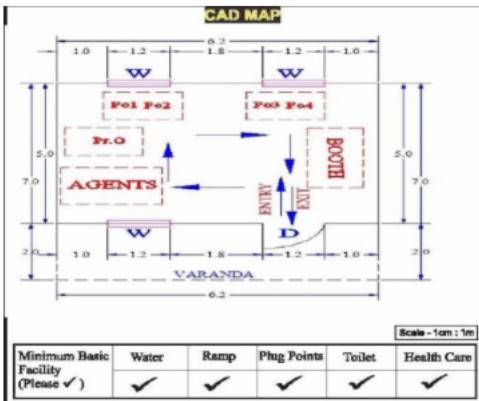 CAD MAP
6.2
1.0 1.2 1.8 1.2 1.0
W W
Po1 Po2 Po3 Po4
Pr.O
BOOTH
5.0 7.0 5.0 7.0
AGENTS
ENTRY EXIT
W D
2.0 2.0
1.0 1.2 1.8 1.2 1.0
VARANDA
6.2
Scale - 1cm : 1m
Minimum Basic Facility (Please ✓) Water Ramp Plug Points Toilet Health Care
✓ ✓ ✓ ✓ ✓